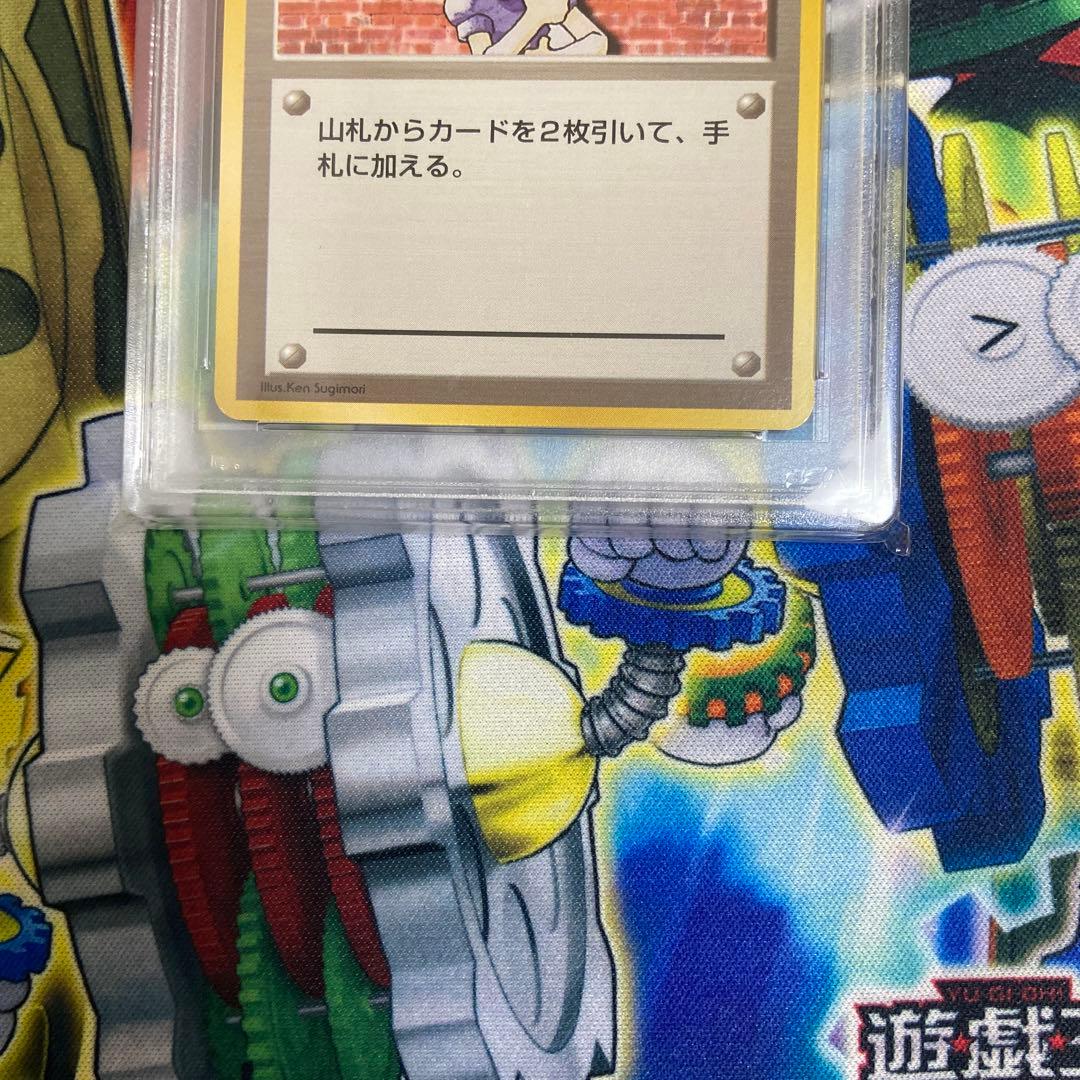 山札からカードを2枚引いて、手
札に加える。
Illus.Ken Sugimori
YU-GI-OH!
遊★戯★